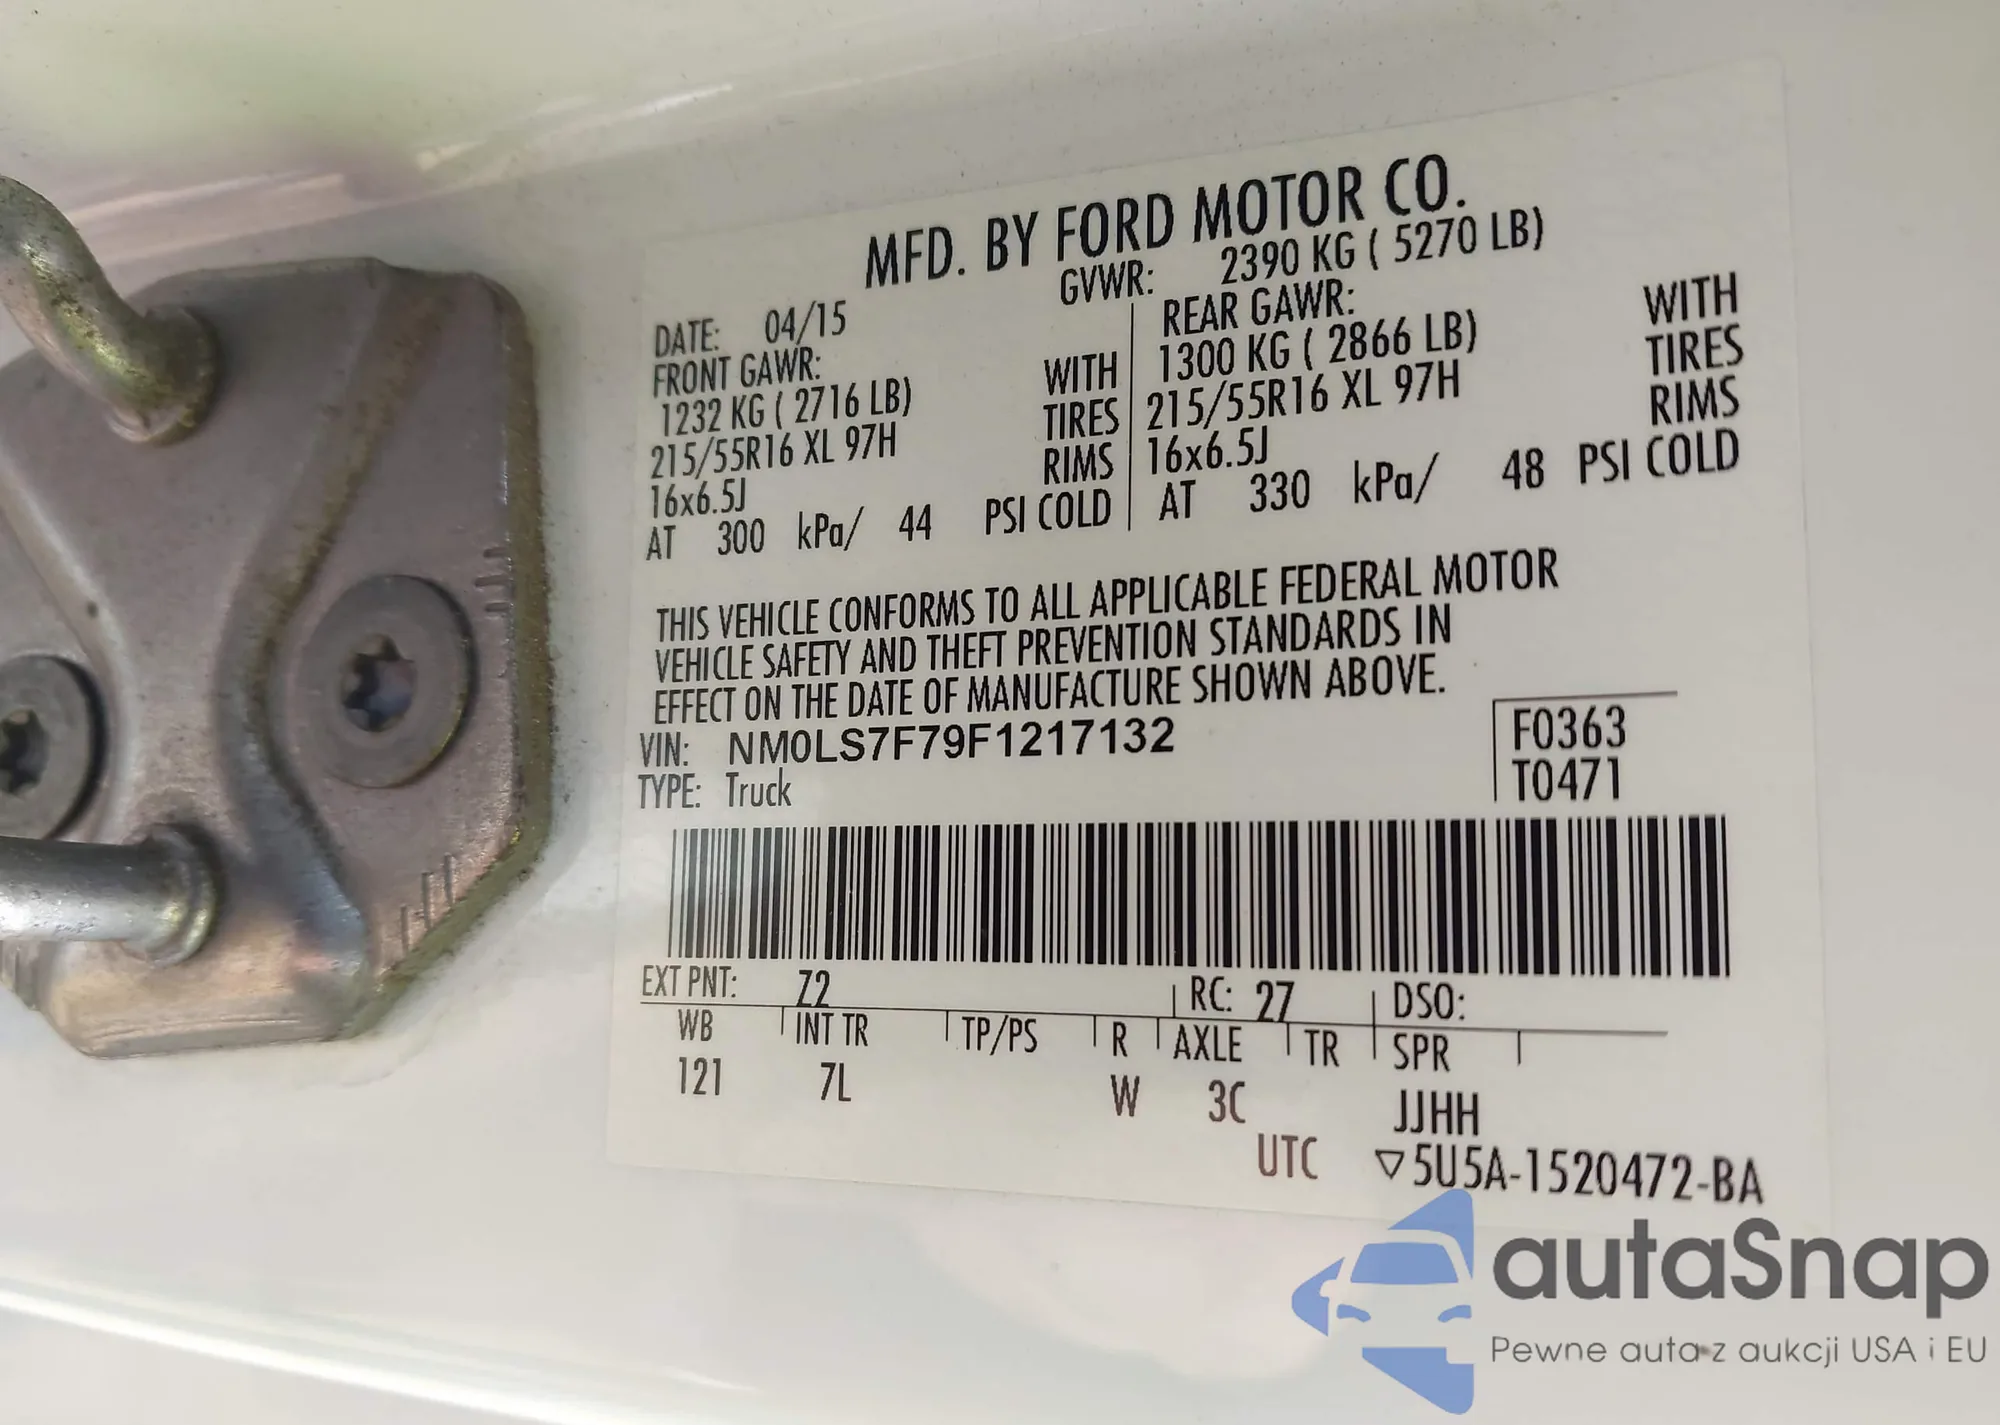 MFD. BY FORD MOTOR CO.
DATE: 04/15 GVWR: 2390 KG ( 5270 LB)
FRONT GAWR: REAR GAWR:
1232 KG ( 2716 LB) WITH 1300 KG ( 2866 LB) WITH
215/55R16 XL 97H TIRES 215/55R16 XL 97H TIRES
16x6.5J RIMS 16x6.5J RIMS
AT 300 kPa/ 44 PSI COLD AT 330 kPa/ 48 PSI COLD
THIS VEHICLE CONFORMS TO ALL APPLICABLE FEDERAL MOTOR
VEHICLE SAFETY AND THEFT PREVENTION STANDARDS IN
EFFECT ON THE DATE OF MANUFACTURE SHOWN ABOVE.
VIN: NM0LS7F79F1217132 F0363
TYPE: Truck T0471
EXT PNT: Z2 RC: 27 DSO:
WB INT TR TP/PS R AXLE TR SPR
121 7L W 3C JJHH
UTC ▽5U5A-1520472-BA
autaSnap
Pewne auta z aukcji USA i EU